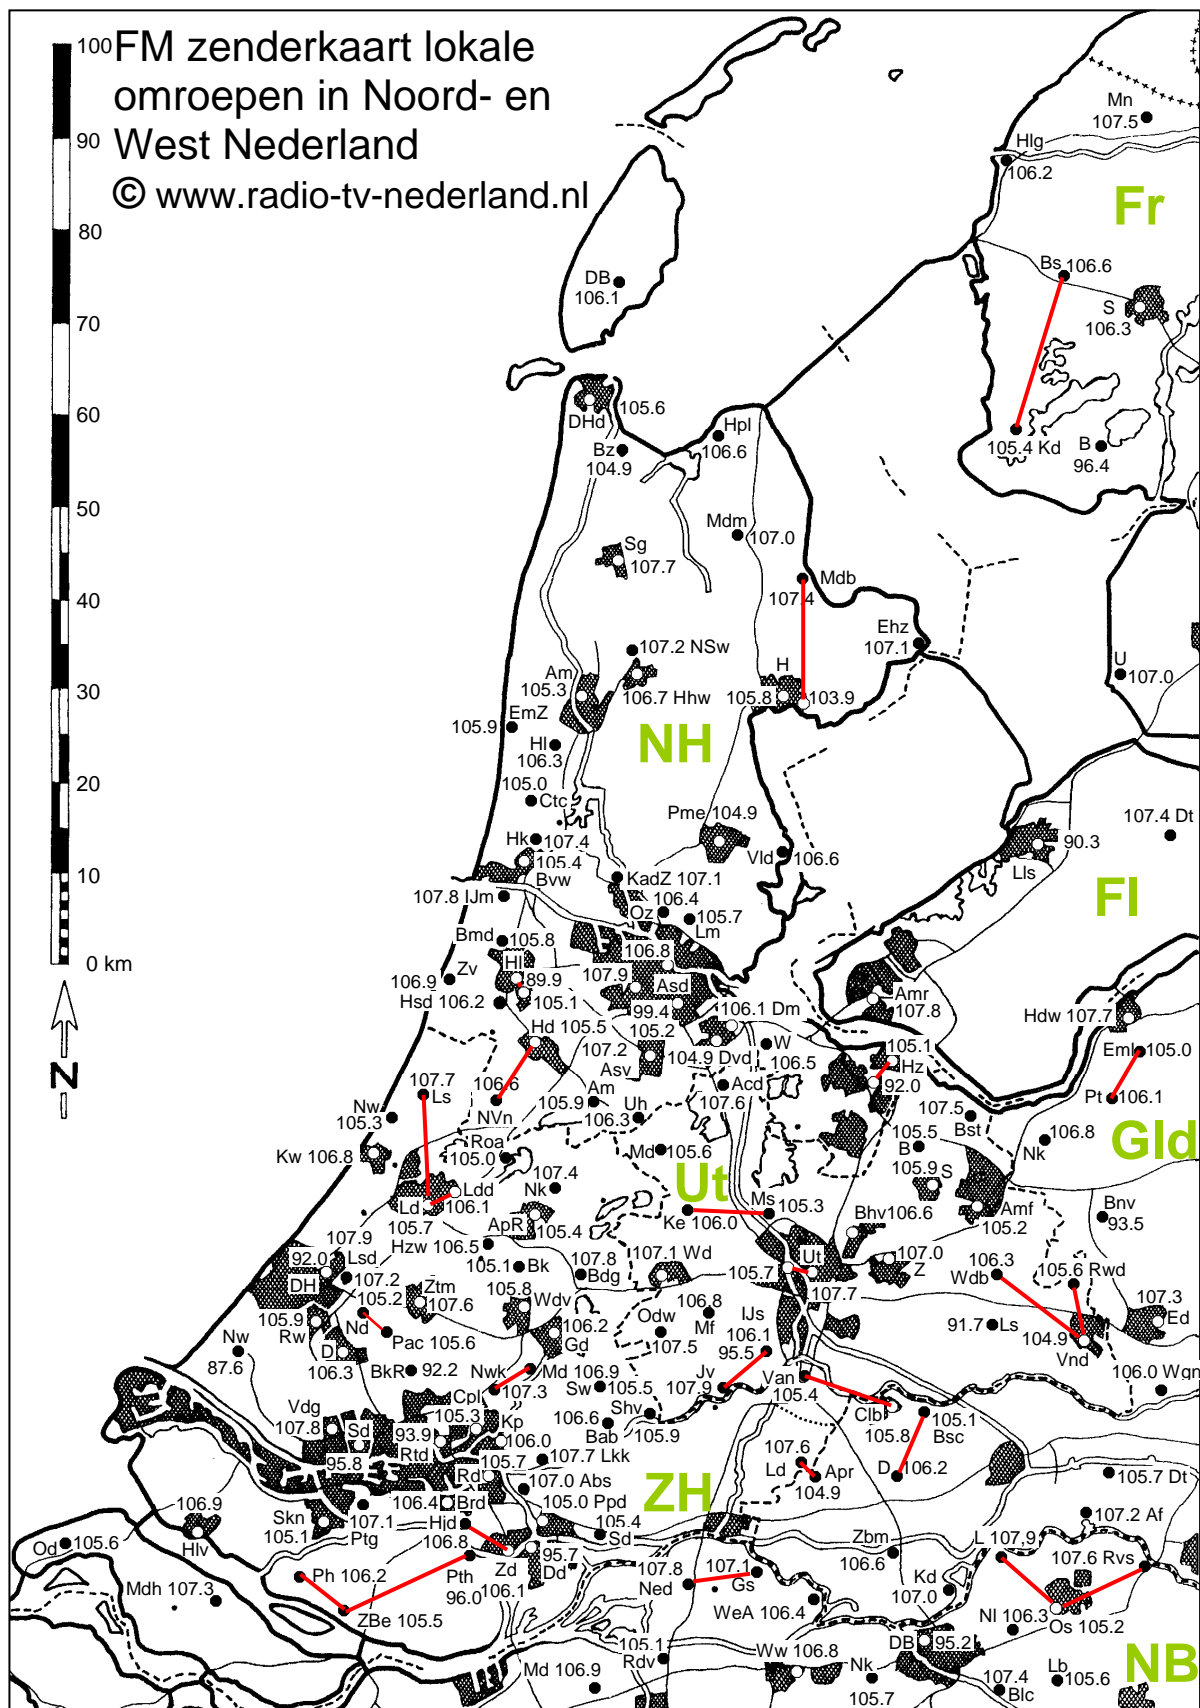 FM zenderkaart lokale
omroepen in Noord- en
West Nederland
© www.radio-tv-nederland.nl
100
90
80
70
60
50
40
30
20
10
0 km
N
Mn
107.5
Hlg
106.2
Fr
Bs 106.6
S
106.3
DB
106.1
105.6
DHd
Bz
104.9
Hpl
106.6
105.4 Kd
B
96.4
Mdm
107.0
Sg
107.7
Mdb
107.4
Ehz
107.1
107.2 NSw
H
105.8
103.9
U
107.0
Am
105.3
106.7 Hhw
EmZ
105.9
NH
Hl
106.3
105.0
Ctc
Pme 104.9
107.4 Dt
Hk
107.4
105.4
Bvw
Vld
106.6
90.3
Lls
KadZ 107.1
107.8 IJm
106.4
Oz
105.7
Lm
Fl
Bmd
105.8
106.8
Hl
89.9
Zv
106.9
107.9
Asd
Hsd 106.2
105.1
99.4
Amr
107.8
106.1 Dm
Hdw 107.7
Hd 105.5
105.2
107.2
Asv
104.9 Dvd
W
106.5
105.1
Hz
92.0
Eml
105.0
107.7
Ls
106.6
NVn
Am
105.9
Acd
107.6
Pt
106.1
Nw
105.3
Uh
106.3
107.5
Bst
Gld
106.8
Nk
Roa
105.0
Md
105.6
105.5
B
Kw 106.8
105.9
S
107.4
Nk
Ldd
106.1
Ld
105.7
Ut
Ms
105.3
Ke 106.0
Amf
105.2
Bnv
93.5
ApR
105.4
Bhv 106.6
107.9
Lsd
Hzw 106.5
92.0
DH
107.2
105.1 Bk
107.8
Bdg
107.1 Wd
Ut
105.7
107.7
107.0
Z
106.3
Wdb
105.6 Rwd
105.2
Nd
Ztm
107.6
105.8
Wdv
106.8
Mf
IJs
106.1
95.5
107.3
Ed
105.9
Rw
Pac 105.6
106.2
Gd
Odw
107.5
91.7 Ls
104.9
Vnd
Nw
87.6
D
106.3
BkR 92.2
Nwk
Md 106.9
107.3
Sw
105.5
Jv
107.9
Van
105.4
106.0 Wgn
Cpl
105.3
Shv
105.9
Clb
105.8
105.1
Bsc
Vdg
107.8
Sd
95.8
93.9
Rtd
Kp
106.0
106.6
Bab
107.7 Lkk
105.7
Rd
107.0 Abs
107.6
Ld
Apr
104.9
D
106.2
105.7 Dt
106.9
Hlv
Skn
105.1
107.1
Ptg
106.4
Brd
105.0 Ppd
105.4
Sd
ZH
107.2 Af
Od
105.6
Hjd
106.8
Zbm
106.6
L 107,9
107.6 Rvs
Ph 106.2
Pth
96.0
Zd
106.1
95.7
Dd
107.8
Ned
107.1
Gs
Kd
107.0
Mdh 107.3
ZBe 105.5
WeA 106.4
Nl 106.3
Os 105.2
105.1
Rdv
DB
95.2
NB
Md 106.9
Ww 106.8
Nk
105.7
107.4
Blc
Lb
105.6